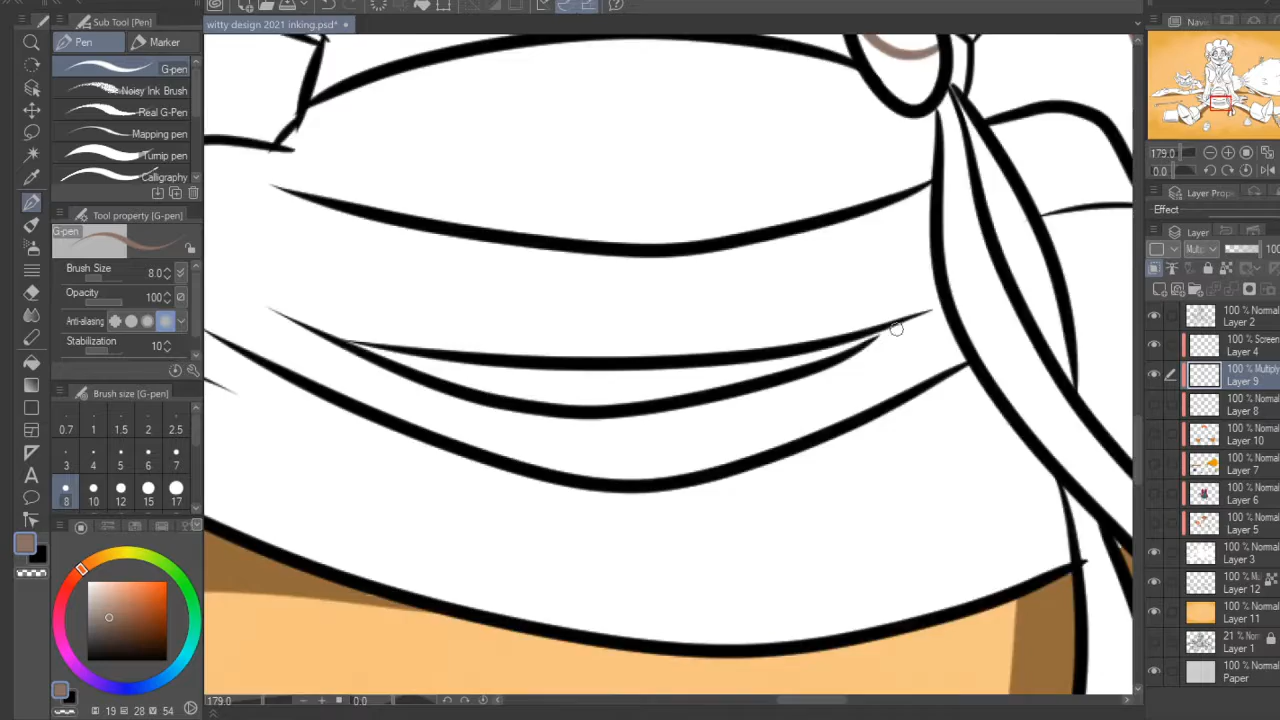 witty design 2021 inking.psd*
Sub Tool [Pen]
Pen
Marker
G-pen
Noisy Ink Brush
Real G-Pen
Mapping pen
Turnip pen
Calligraphy
Tool property [G-pen]
G-pen
Brush Size
8.0
Opacity
100
Anti-aliasing
Stabilization
10
Brush size [G-pen]
0.7 1 1.5 2 2.5
3 4 5 6 7
8 10 12 15 17
19 28 54
179.0
0.0
179.0
0.0
Layer Prop
Effect
Layer
100
100 % Normal
Layer 2
100 % Screen
Layer 4
100 % Multiply
Layer 9
100 % Normal
Layer 8
100 % Normal
Layer 10
100 % Normal
Layer 7
100 % Normal
Layer 6
100 % Normal
Layer 5
100 % Normal
Layer 3
100 % Mu
Layer 12
100 % Normal
Layer 11
21 % Nor
Layer 1
100 % Normal
Paper